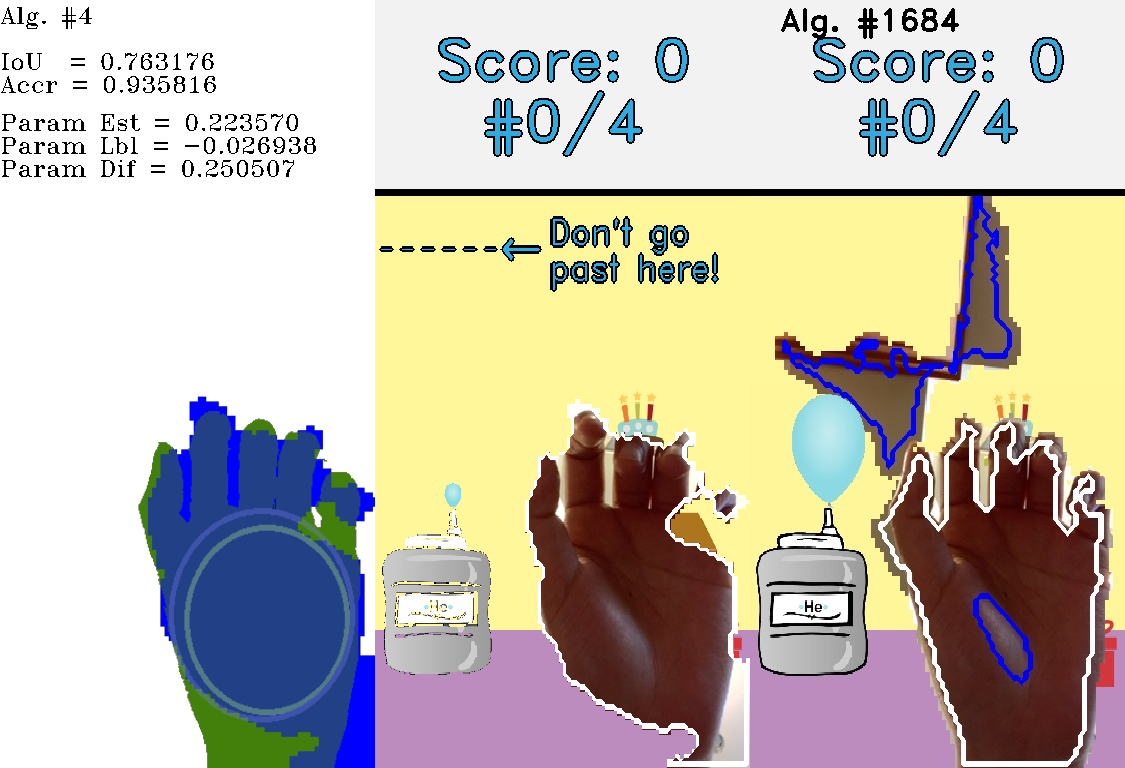 Alg. #4
IoU = 0.763176
Accr = 0.935816
Param Est = 0.223570
Param Lbl = −0.026938
Param Dif = 0.250507
Score: 0
#0/4
Don't go
past here!
He
Alg. #1684
Score: 0
#0/4
He